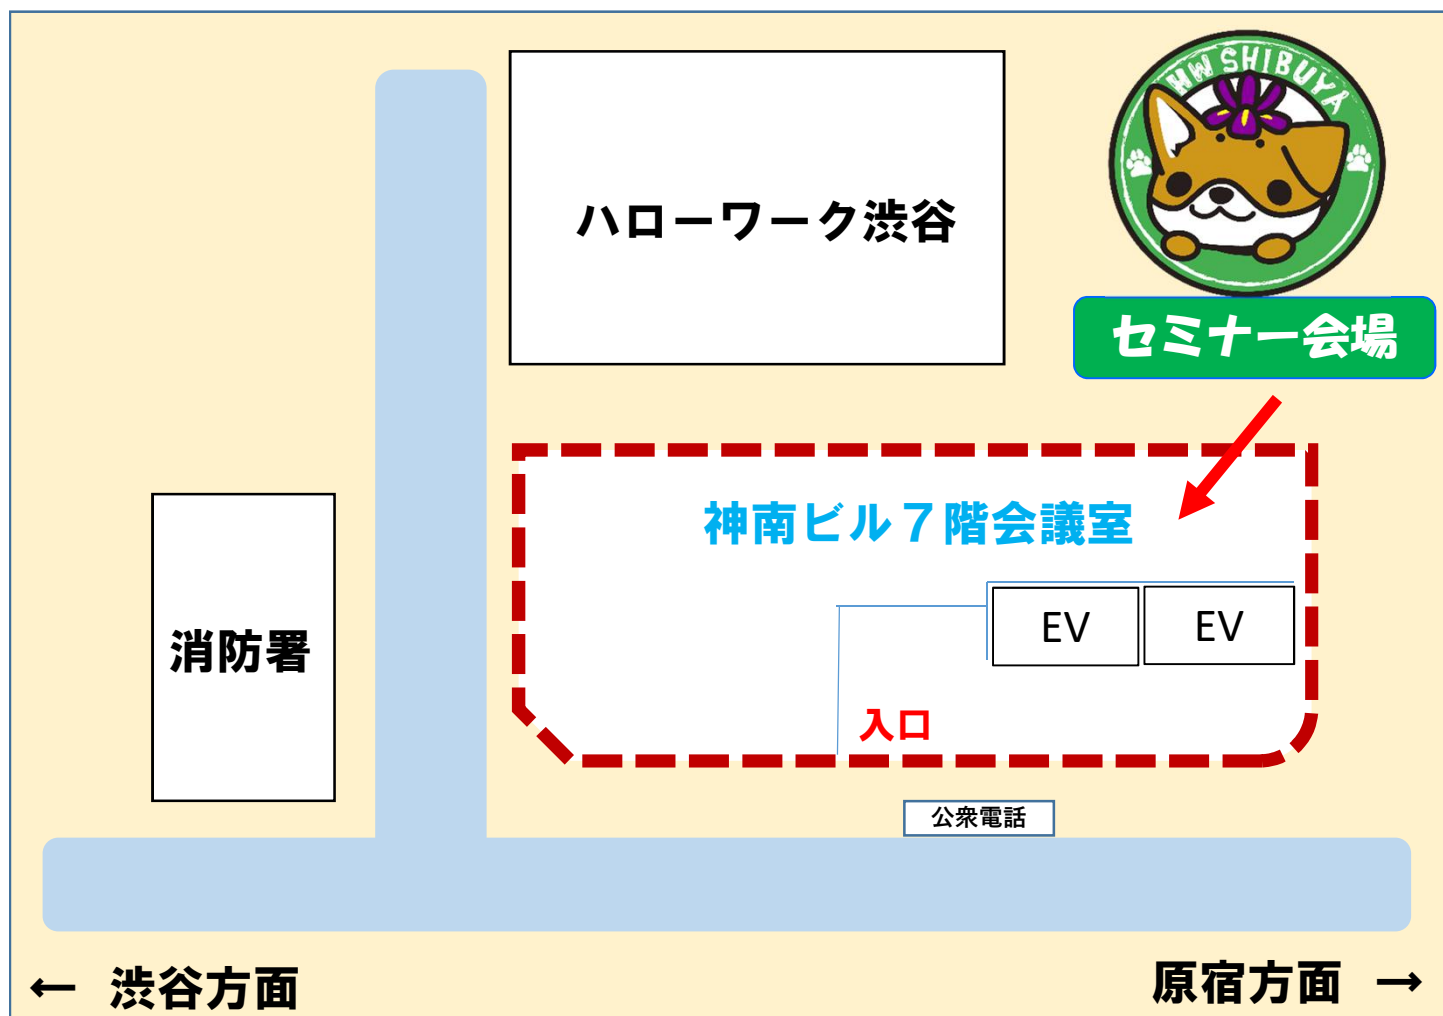 HW SHIBUYA
ハローワーク渋谷
セミナー会場
神南ビル７階会議室
EV
EV
消防署
入口
公衆電話
← 渋谷方面
原宿方面 →